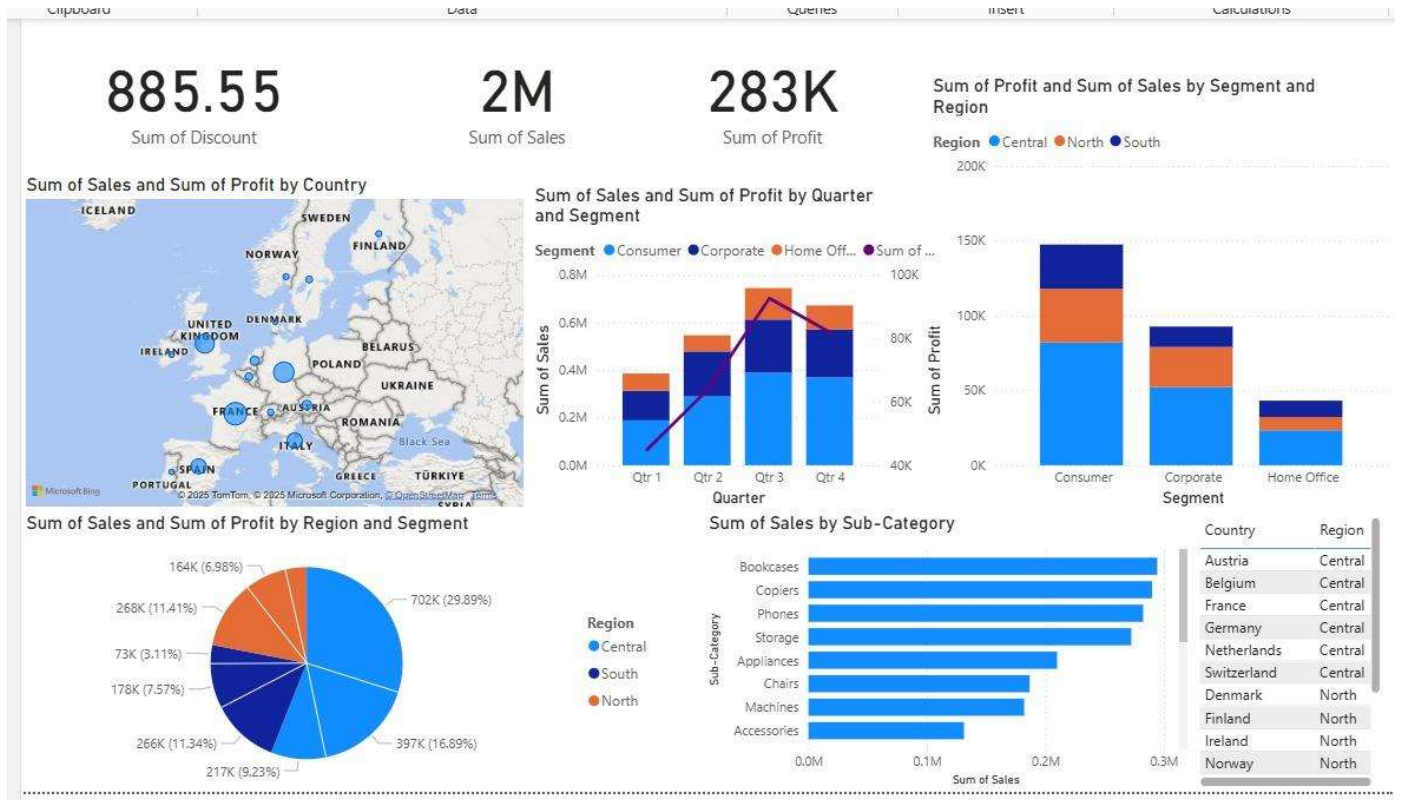 Clipboard
Data
Queries
Insert
Calculations
885.55
Sum of Discount
2M
Sum of Sales
283K
Sum of Profit
Sum of Profit and Sum of Sales by Segment and
Region
Region Central North South
200K
150K
100K
50K
0K
Sum of Profit
Consumer
Corporate
Home Office
Segment
Sum of Sales and Sum of Profit by Country
ICELAND
SWEDEN
FINLAND
NORWAY
DENMARK
UNITED
KINGDOM
IRELAND
BELARUS
POLAND
UKRAINE
FRANCE
AUSTRIA
ROMANIA
ITALY
Black Sea
SPAIN
PORTUGAL
GREECE
TÜRKIYE
SYRIA
Microsoft Bing
© 2025 TomTom, © 2025 Microsoft Corporation, © OpenStreetMap Terms
Sum of Sales and Sum of Profit by Quarter
and Segment
Segment Consumer Corporate Home Off... Sum of ...
0.8M
0.6M
0.4M
0.2M
0.0M
Sum of Sales
100K
80K
60K
40K
Qtr 1
Qtr 2
Qtr 3
Qtr 4
Quarter
Sum of Sales and Sum of Profit by Region and Segment
164K (6.98%)
268K (11.41%)
73K (3.11%)
178K (7.57%)
266K (11.34%)
217K (9.23%)
397K (16.89%)
702K (29.89%)
Region
Central
South
North
Sum of Sales by Sub-Category
Sub-Category
Bookcases
Copiers
Phones
Storage
Appliances
Chairs
Machines
Accessories
0.0M
0.1M
0.2M
0.3M
Sum of Sales
Country Region
Austria Central
Belgium Central
France Central
Germany Central
Netherlands Central
Switzerland Central
Denmark North
Finland North
Ireland North
Norway North